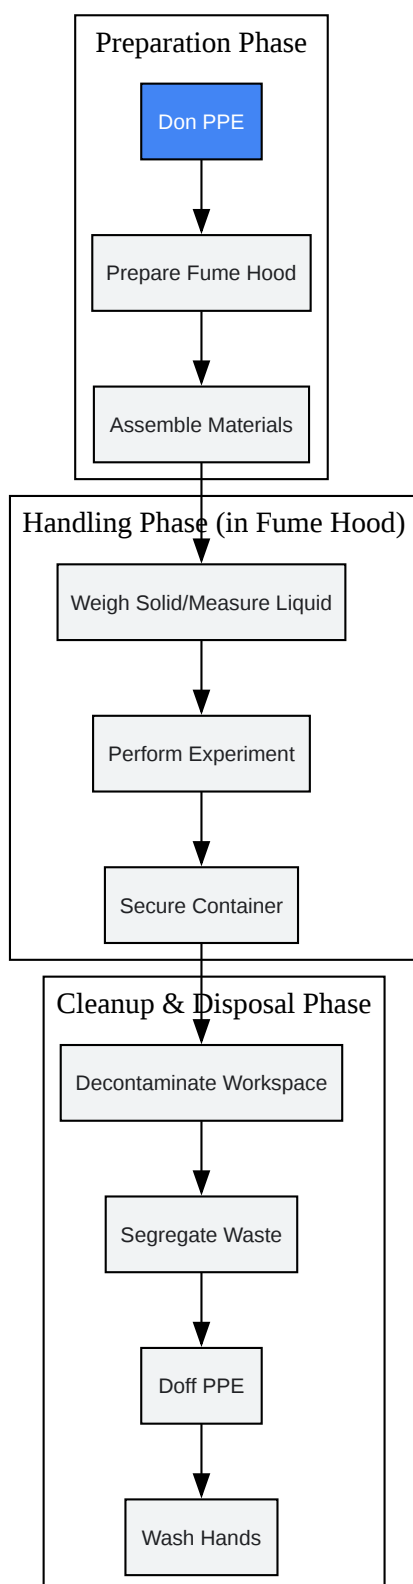 Preparation Phase
Don PPE
Prepare Fume Hood
Assemble Materials
Handling Phase (in Fume Hood)
Weigh Solid/Measure Liquid
Perform Experiment
Secure Container
Cleanup & Disposal Phase
Decontaminate Workspace
Segregate Waste
Doff PPE
Wash Hands